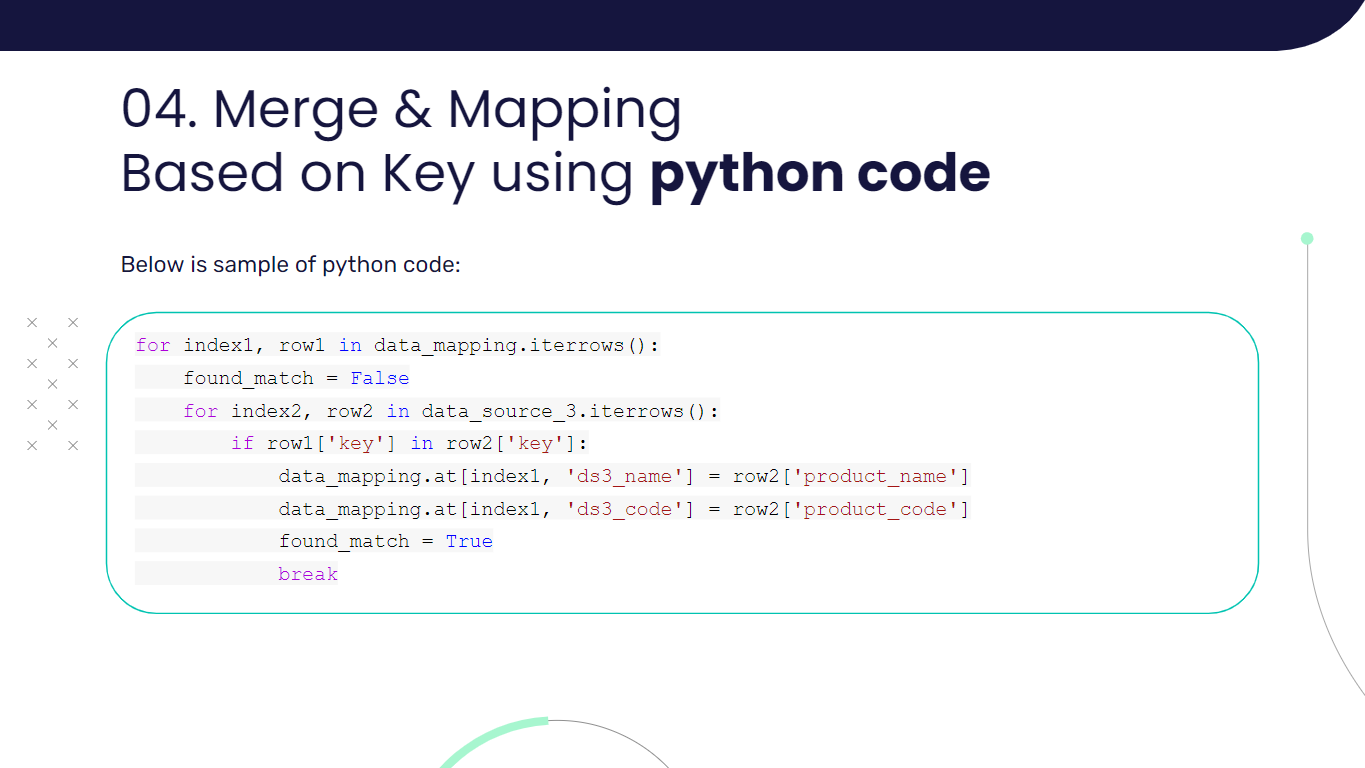 04. Merge & Mapping
Based on Key using python code
Below is sample of python code:
for index1, row1 in data_mapping.iterrows():
    found_match = False
    for index2, row2 in data_source_3.iterrows():
        if row1['key'] in row2['key']:
            data_mapping.at[index1, 'ds3_name'] = row2['product_name']
            data_mapping.at[index1, 'ds3_code'] = row2['product_code']
            found_match = True
            break